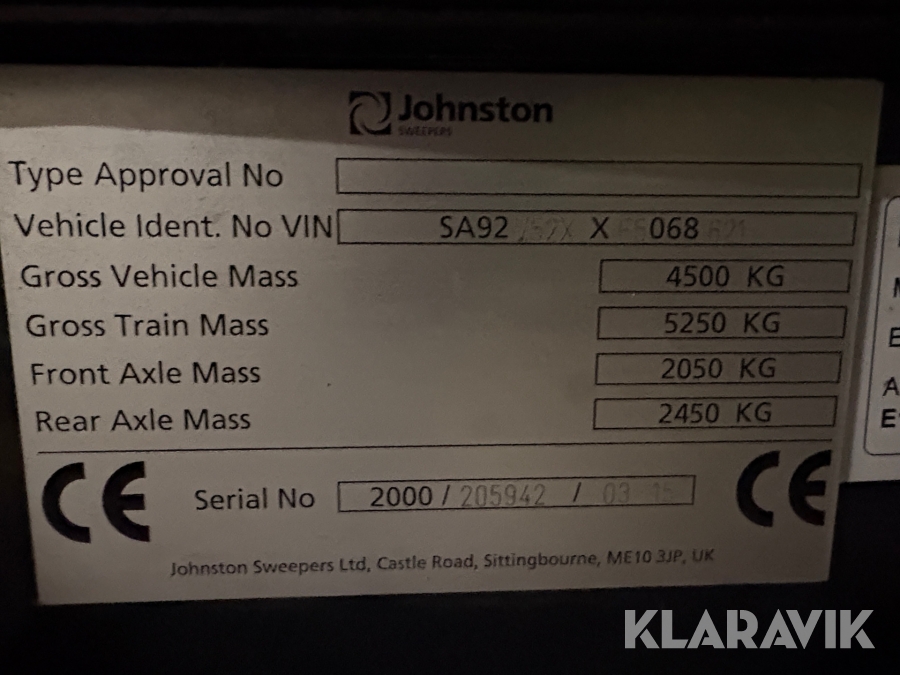 Johnston
SWEEPERS
Type Approval No
Vehicle Ident. No VIN SA92 X 068
Gross Vehicle Mass 4500 KG
Gross Train Mass 5250 KG
Front Axle Mass 2050 KG
Rear Axle Mass 2450 KG
CE Serial No 2000 / 205942 / 03 15 CE
Johnston Sweepers Ltd, Castle Road, Sittingbourne, ME10 3JP, UK
KLARAVIK